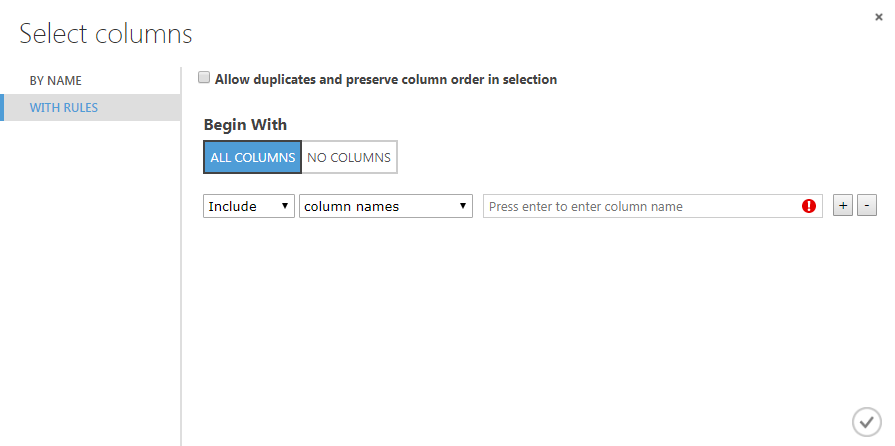 Select columns
BY NAME
WITH RULES
Allow duplicates and preserve column order in selection
Begin With
ALL COLUMNS NO COLUMNS
Include column names Press enter to enter column name + -